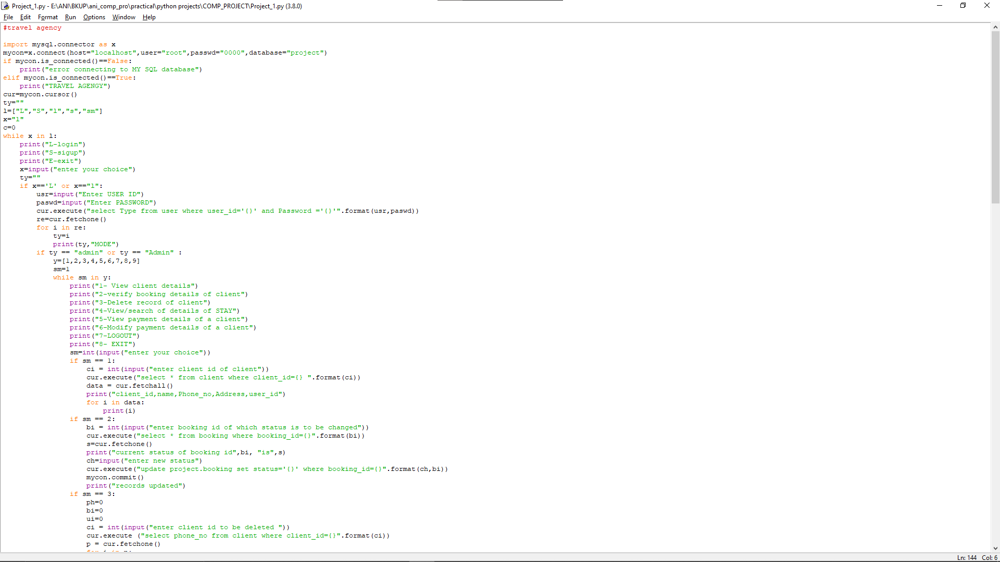 Project_1.py - E:\ANI\BKUP\ani_comp_pro\practical\python projects\COMP_PROJECT\Project_1.py (3.8.0)
File Edit Format Run Options Window Help
#travel agency

import mysql.connector as x
mycon=x.connect(host="localhost",user="root",passwd="0000",database="project")
if mycon.is_connected()==False:
    print("error connecting to MY SQL database")
elif mycon.is_connected()==True:
    print("TRAVEL AGENGY")
cur=mycon.cursor()
ty=""
l=["L","S","l","s","sm"]
x="l"
c=0
while x in l:
    print("L-login")
    print("S-sigup")
    print("E-exit")
    x=input("enter your choice")
    ty=""
    if x=='L' or x=="l":
        usr=input("Enter USER ID")
        paswd=input("Enter PASSWORD")
        cur.execute("select Type from user where user_id='{}' and Password ='{}'".format(usr,paswd))
        re=cur.fetchone()
        for i in re:
            ty=i
            print(ty,"MODE")
        if ty == "admin" or ty == "Admin" :
            y=[1,2,3,4,5,6,7,8,9]
            sm=1
            while sm in y:
                print("1- View client details")
                print("2-verify booking details of client")
                print("3-Delete record of client")
                print("4-View/search of details of STAY")
                print("5-View payment details of a client")
                print("6-Modify payment details of a client")
                print("7-LOGOUT")
                print("8- EXIT")
                sm=int(input("enter your choice"))
                if sm == 1:
                    ci = int(input("enter client id of client"))
                    cur.execute("select * from client where client_id={} ".format(ci))
                    data = cur.fetchall()
                    print("client_id,name,Phone_no,Address,user_id")
                    for i in data:
                        print(i)
                if sm == 2:
                    bi = int(input("enter booking id of which status is to be changed"))
                    cur.execute("select * from booking where booking_id={}".format(bi))
                    s=cur.fetchone()
                    print("current status of booking id",bi, "is",s)
                    ch=input("enter new status")
                    cur.execute("update project.booking set status='{}' where booking_id={}".format(ch,bi))
                    mycon.commit()
                    print("records updated")
                if sm == 3:
                    ph=0
                    bi=0
                    ui=0
                    ci = int(input("enter client id to be deleted "))
                    cur.execute ("select phone_no from client where client_id={}".format(ci))
                    p = cur.fetchone()
Ln: 144 Col: 6